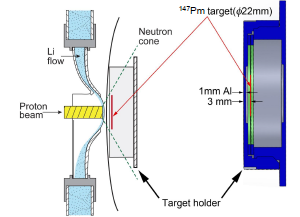 147Pm target(ϕ22mm)
Neutron
cone
Li
flow
1mm Al
3 mm
Proton
beam
Target holder